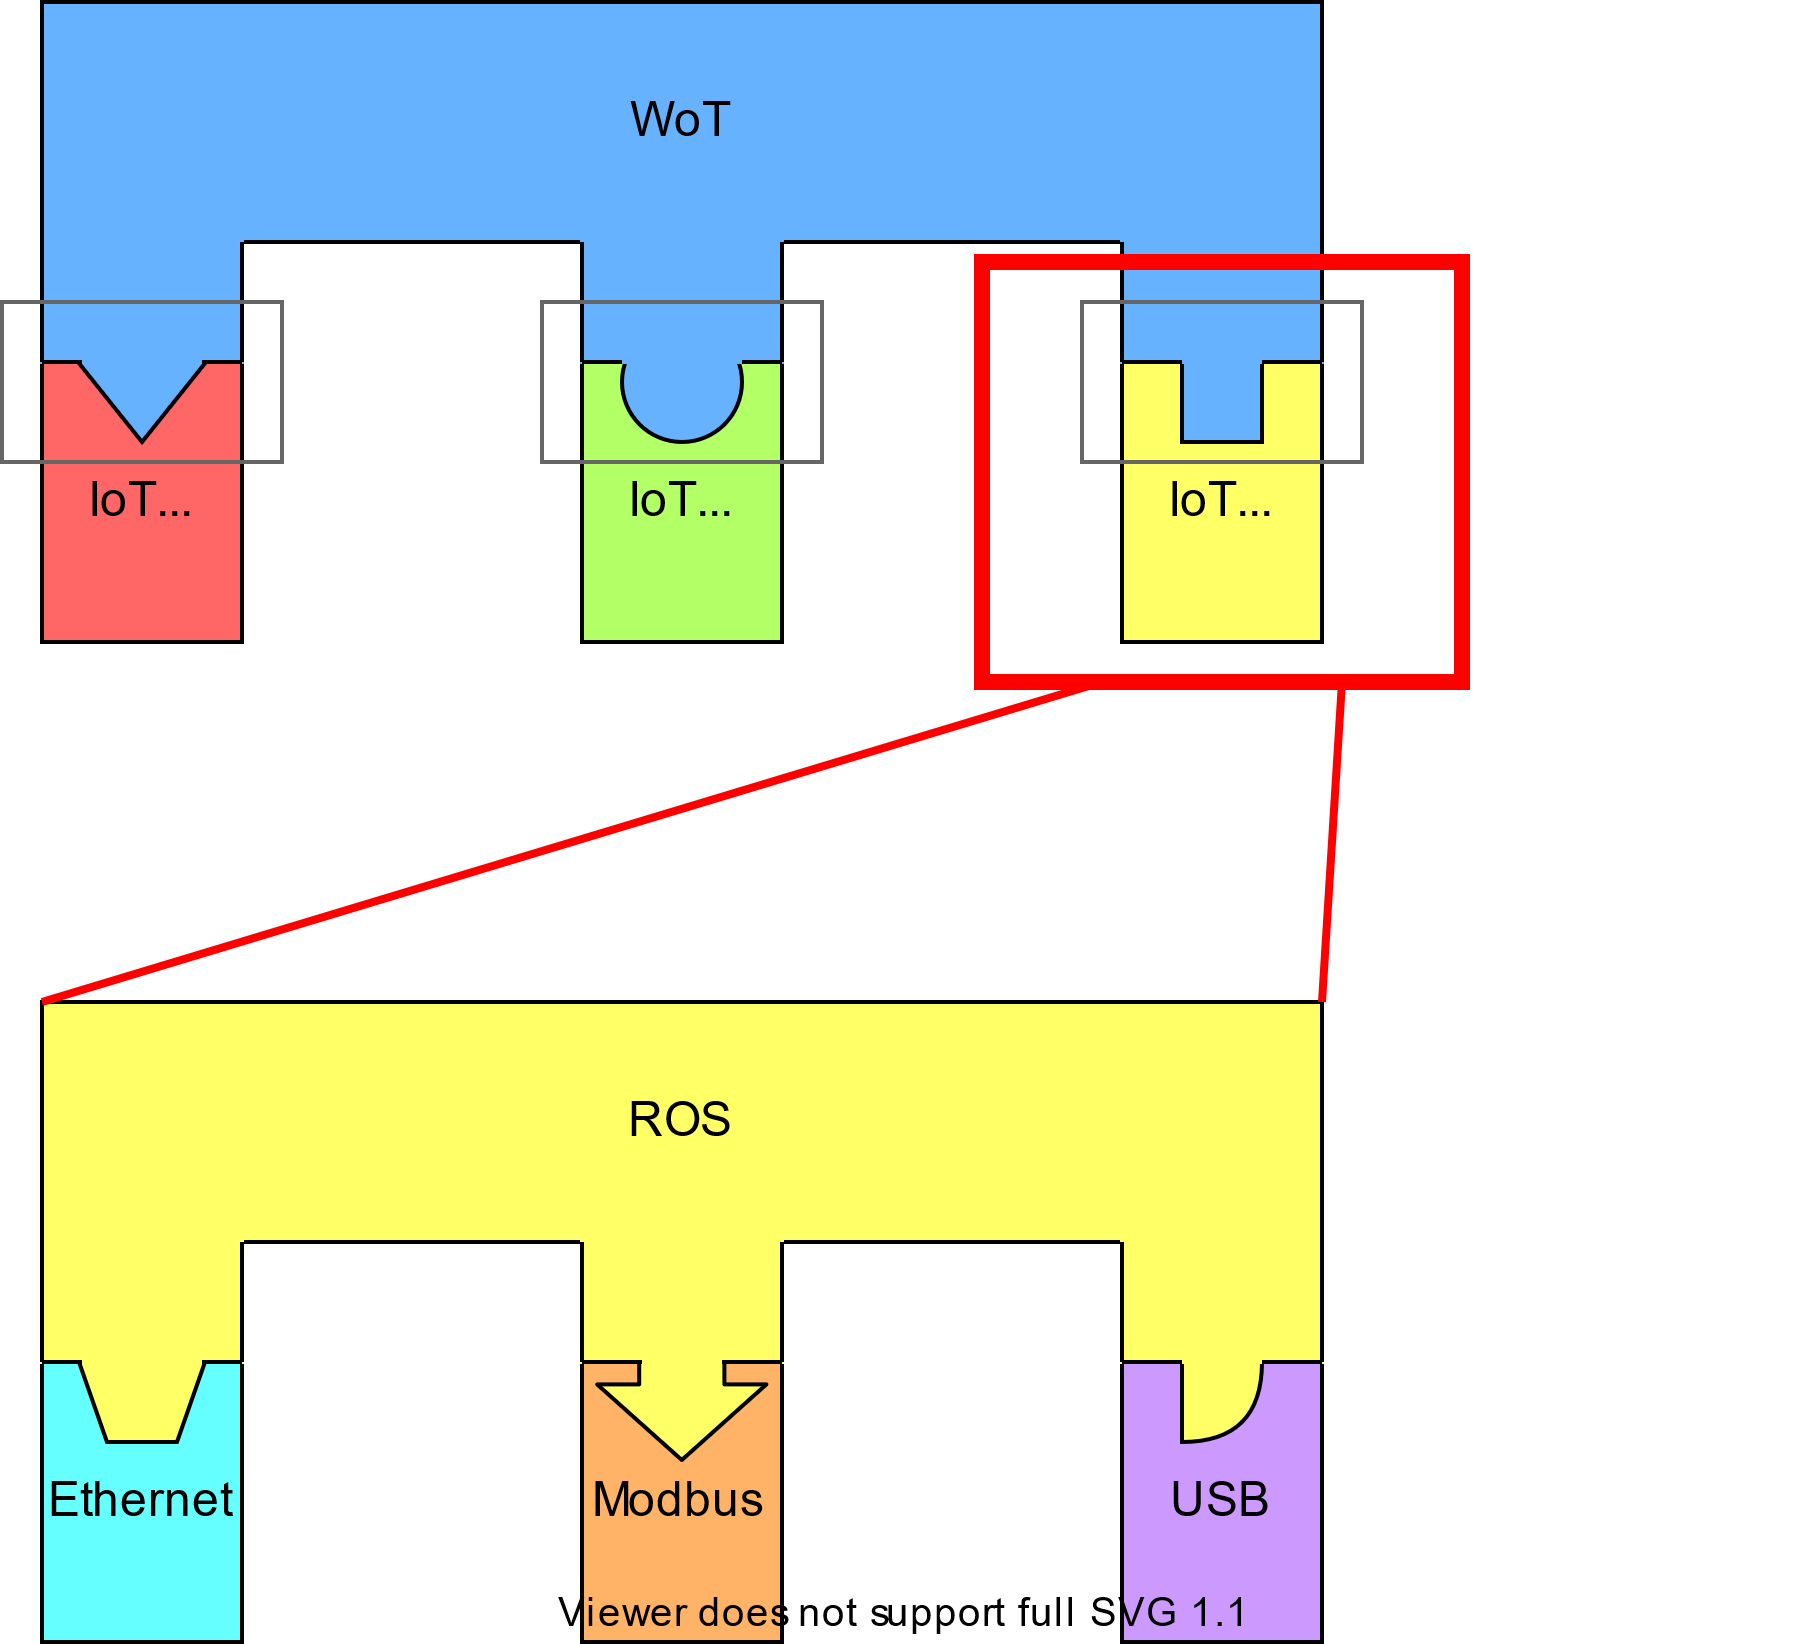 WoT
IoT...
IoT...
IoT...
ROS
Ethernet
Modbus
USB
Viewer does not support full SVG 1.1